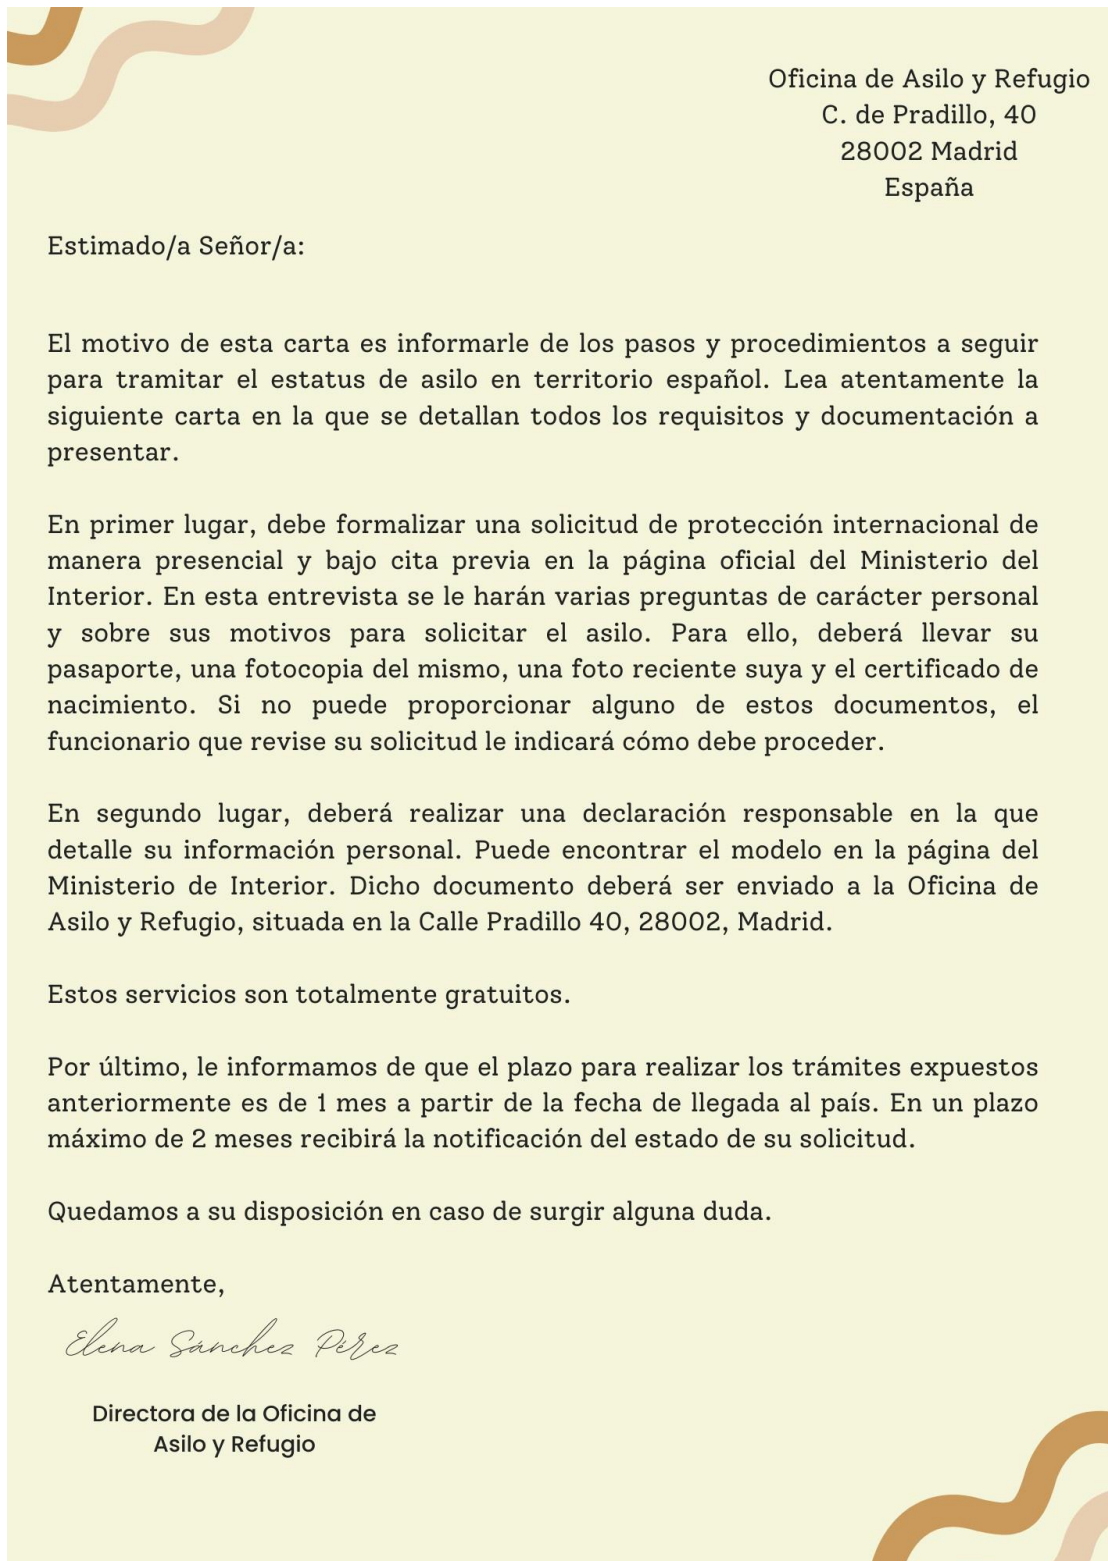 Oficina de Asilo y Refugio
C. de Pradillo, 40
28002 Madrid
España
Estimado/a Señor/a:
El motivo de esta carta es informarle de los pasos y procedimientos a seguir
para tramitar el estatus de asilo en territorio español. Lea atentamente la
siguiente carta en la que se detallan todos los requisitos y documentación a
presentar.
En primer lugar, debe formalizar una solicitud de protección internacional de
manera presencial y bajo cita previa en la página oficial del Ministerio del
Interior. En esta entrevista se le harán varias preguntas de carácter personal
y sobre sus motivos para solicitar el asilo. Para ello, deberá llevar su
pasaporte, una fotocopia del mismo, una foto reciente suya y el certificado de
nacimiento. Si no puede proporcionar alguno de estos documentos, el
funcionario que revise su solicitud le indicará cómo debe proceder.
En segundo lugar, deberá realizar una declaración responsable en la que
detalle su información personal. Puede encontrar el modelo en la página del
Ministerio de Interior. Dicho documento deberá ser enviado a la Oficina de
Asilo y Refugio, situada en la Calle Pradillo 40, 28002, Madrid.
Estos servicios son totalmente gratuitos.
Por último, le informamos de que el plazo para realizar los trámites expuestos
anteriormente es de 1 mes a partir de la fecha de llegada al país. En un plazo
máximo de 2 meses recibirá la notificación del estado de su solicitud.
Quedamos a su disposición en caso de surgir alguna duda.
Atentamente,
Elena Sánchez Pérez
Directora de la Oficina de
Asilo y Refugio